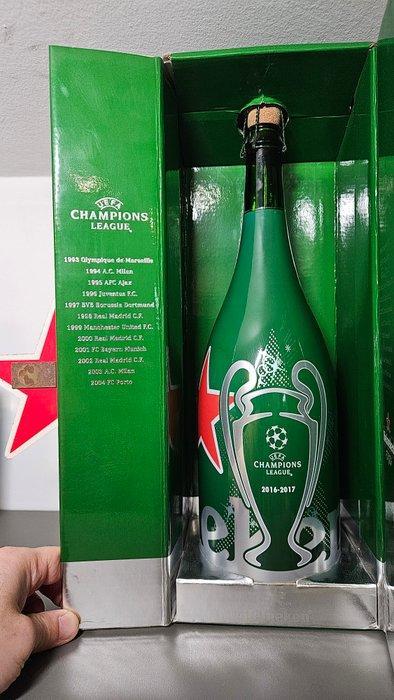 UEFA
CHAMPIONS
LEAGUE
1993 Olympique de Marseille
1994 A.C. Milan
1995 AFC Ajax
1996 Juventus F.C.
1997 BVB Borussia Dortmund
1998 Real Madrid C.F.
1999 Manchester United F.C.
2000 Real Madrid C.F.
2001 FC Bayern Munich
2002 Real Madrid C.F.
2003 A.C. Milan
2004 FC Porto
UEFA
CHAMPIONS
LEAGUE
2016-2017